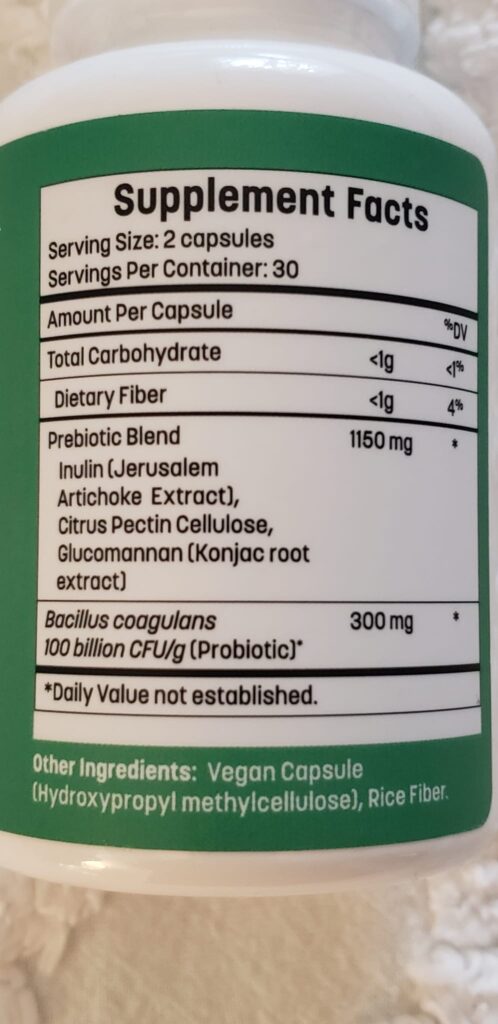 Supplement Facts
Serving Size: 2 capsules
Servings Per Container: 30
Amount Per Capsule %DV
Total Carbohydrate <1g <1%
Dietary Fiber <1g 4%
Prebiotic Blend 1150 mg *
Inulin (Jerusalem
Artichoke Extract),
Citrus Pectin Cellulose,
Glucomannan (Konjac root
extract)
Bacillus coagulans 300 mg *
100 billion CFU/g (Probiotic)*
*Daily Value not established.
Other Ingredients: Vegan Capsule
(Hydroxypropyl methylcellulose), Rice Fiber.